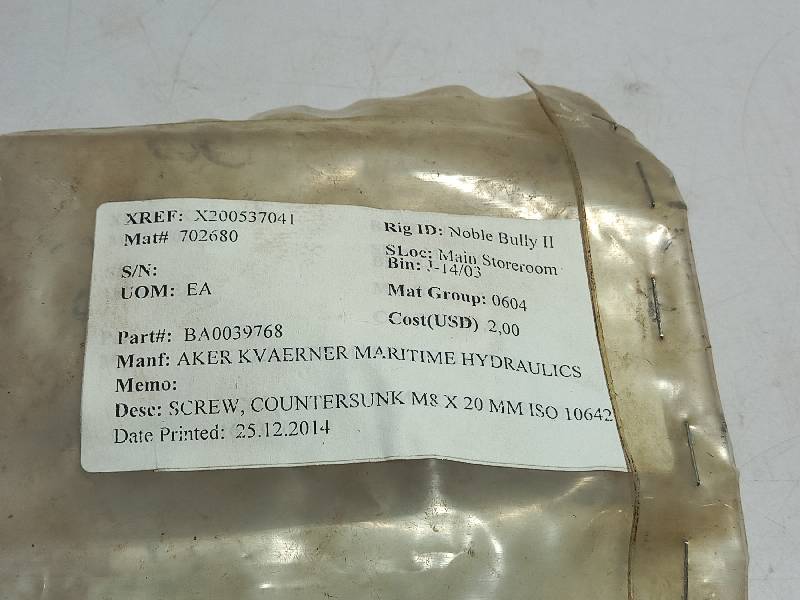 XREF: X200537041
Mat# 702680
S/N:
UOM: EA
Rig ID: Noble Bully II
SLoc: Main Storeroom
Bin: J-14/03
Mat Group: 0604
Cost(USD) 2,00
Part#: BA0039768
Manf: AKER KVAERNER MARITIME HYDRAULICS
Memo:
Desc: SCREW, COUNTERSUNK M8 X 20 MM ISO 10642
Date Printed: 25.12.2014